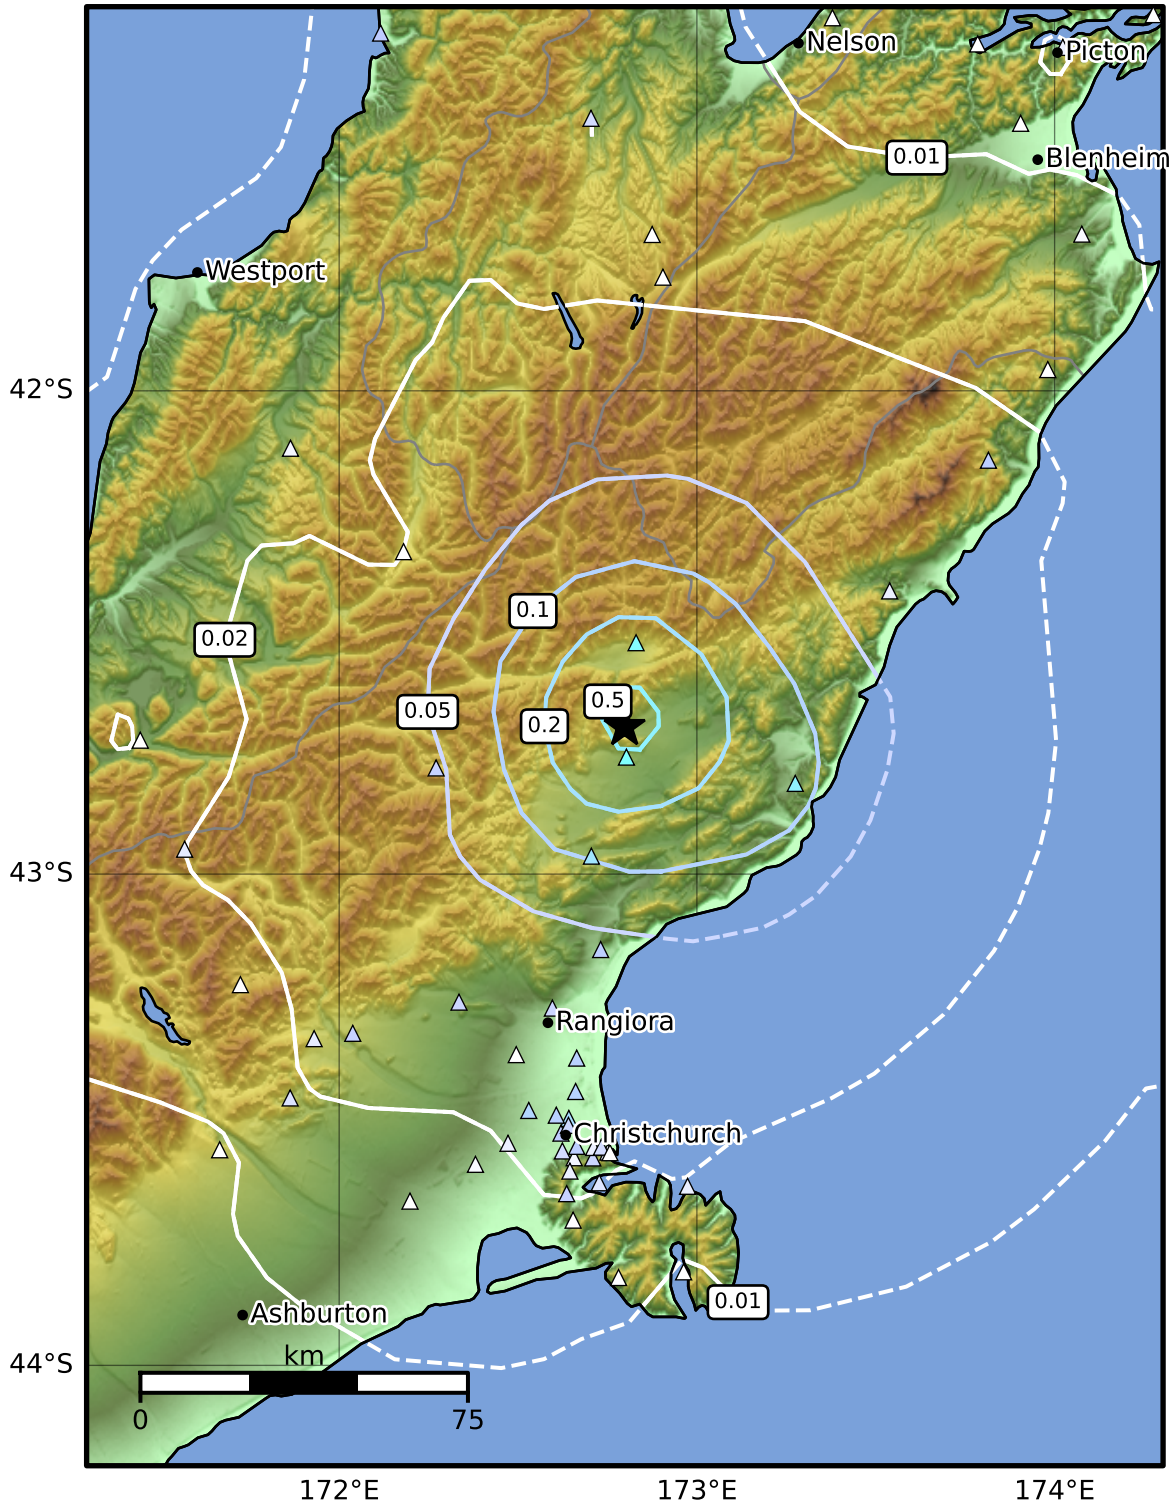 Nelson
Picton
0.01
Blenheim
Westport
42°S
0.1
0.02
0.5
0.05
0.2
43°S
Rangiora
Christchurch
0.01
Ashburton
km
44°S
0
75
172°E
173°E
174°E